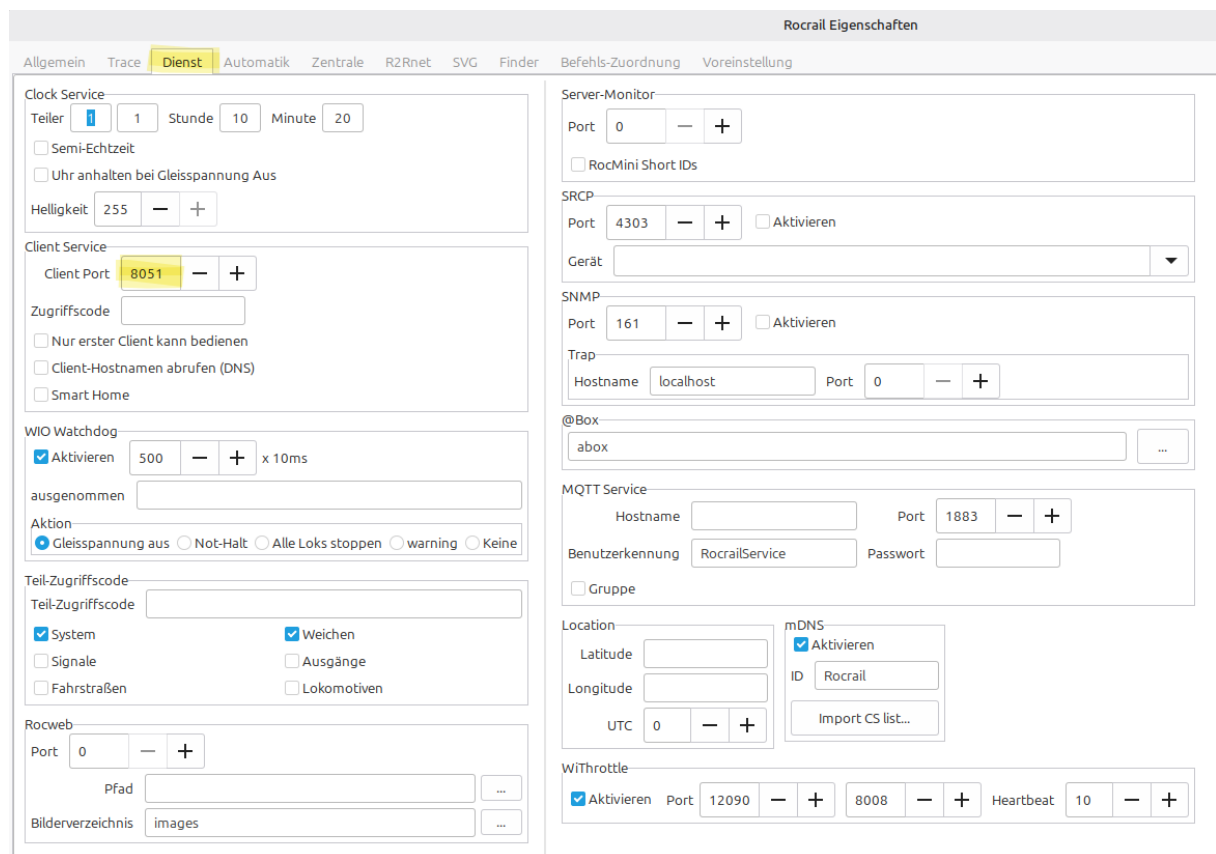 Rocrail Eigenschaften
Allgemein Trace Dienst Automatik Zentrale R2Rnet SVG Finder Befehls-Zuordnung Voreinstellung
Clock Service
Teiler 1 1 Stunde 10 Minute 20
Semi-Echtzeit
Uhr anhalten bei Gleisspannung Aus
Helligkeit 255 — +
Client Service
Client Port 8051 — +
Zugriffscode
Nur erster Client kann bedienen
Client-Hostnamen abrufen (DNS)
Smart Home
WIO Watchdog
Aktivieren 500 — + x 10ms
ausgenommen
Aktion
Gleisspannung aus Not-Halt Alle Loks stoppen warning Keine
Teil-Zugriffscode
Teil-Zugriffscode
System Weichen
Signale Ausgänge
Fahrstraßen Lokomotiven
Rocweb
Port 0 — +
Pfad ...
Bilderverzeichnis images ...
Server-Monitor
Port 0 — +
RocMini Short IDs
SRCP
Port 4303 — + Aktivieren
Gerät
SNMP
Port 161 — + Aktivieren
Trap
Hostname localhost Port 0 — +
@Box
abox ...
MQTT Service
Hostname Port 1883 — +
Benutzerkennung RocrailService Passwort
Gruppe
Location
Latitude
Longitude
UTC 0 — +
mDNS
Aktivieren
ID Rocrail
Import CS list...
WiThrottle
Aktivieren Port 12090 — + 8008 — + Heartbeat 10 — +